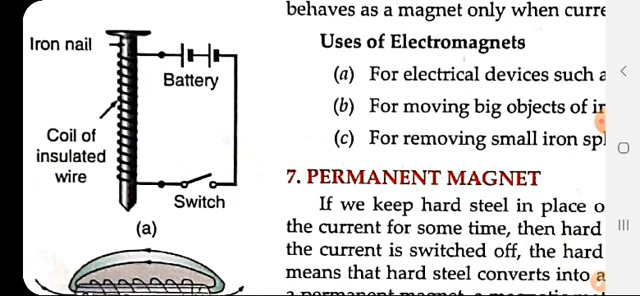 Iron nail
Battery
Coil of
insulated
wire
Switch
(a)
behaves as a magnet only when
Uses of Electromagnets
(a) For electrical devices such
(b) For moving big objects of
(c) For removing small iron
7. PERMANENT MAGNET
If we keep hard steel in place
the current for some time, then hard
the current is switched off, the hard
means that hard steel converts into a